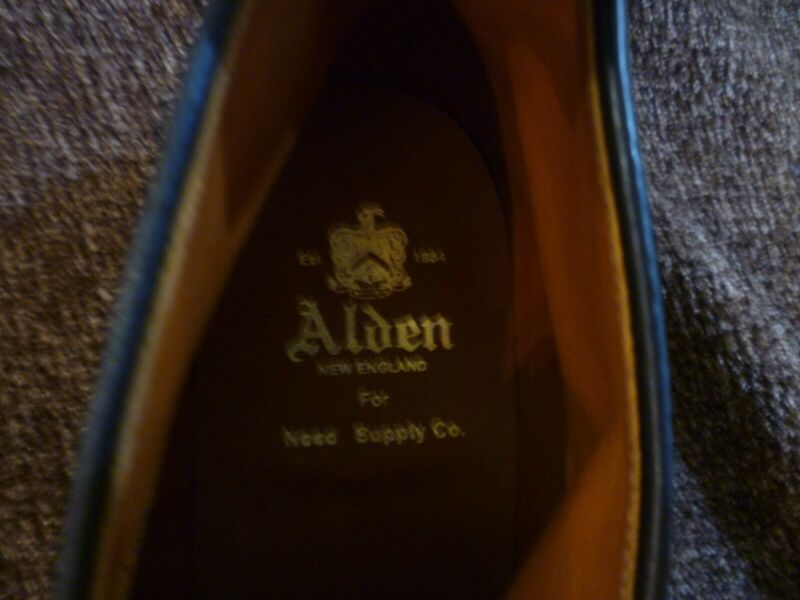 Est. 1884
Alden
NEW ENGLAND
For
Need Supply Co.